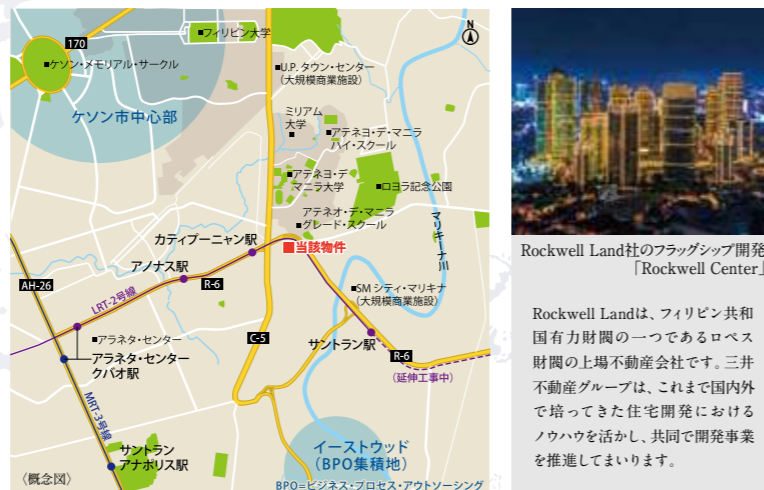 170
■フィリピン大学
N
■ケソン・メモリアル・サークル
■U.P. タウン・センター
(大規模商業施設)
ケソン市中心部
ミリアム
大学
■
■アテネヨ・デ・マニラ
ハイ・スクール
■アテネヨ・デ
マニラ大学
■ロヨラ記念公園
アテネオ・デ・マニラ
■グレード・スクール
マリキーナ川
カティプーニャン駅
■当該物件
アノナス駅
AH-26
R-6
LRT-2号線
■SM シティ・マリキナ
(大規模商業施設)
■アラネタ・センター
C-5
サントラン駅
R-6
アラネタ・センター
クバオ駅
(延伸工事中)
MRT-3号線
サントラン
アナポリス駅
イーストウッド
(BPO集積地)
〈概念図〉
BPO=ビジネス・プロセス・アウトソーシング
Rockwell Land社のフラッグシップ開発
「Rockwell Center」
Rockwell Landは、フィリピン共和
国有力財閥の一つであるロペス
財閥の上場不動産会社です。三井
不動産グループは、これまで国内外
で培ってきた住宅開発における
ノウハウを活かし、共同で開発事業
を推進してまいります。